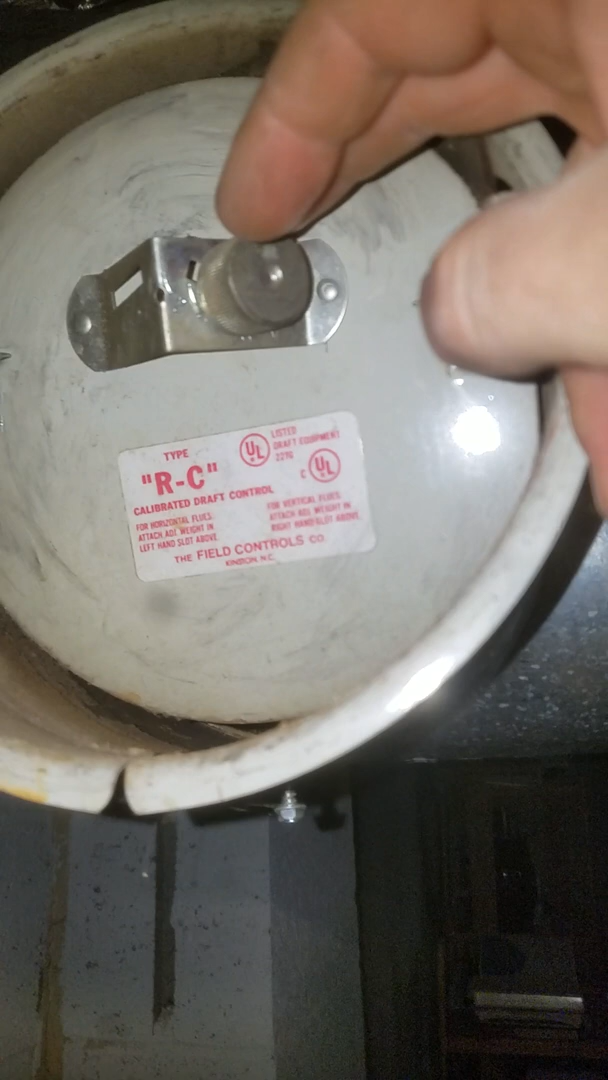 TYPE
"R-C"
CALIBRATED DRAFT CONTROL
UL
LISTED
DRAFT EQUIPMENT
C UL
FOR HORIZONTAL FLUES
ATTACH ADJ. WEIGHT IN
LEFT HAND SLOT ABOVE.
FOR VERTICAL FLUES
ATTACH ADJ. WEIGHT IN
RIGHT HAND SLOT ABOVE.
THE FIELD CONTROLS CO.
KINSTON, N.C.